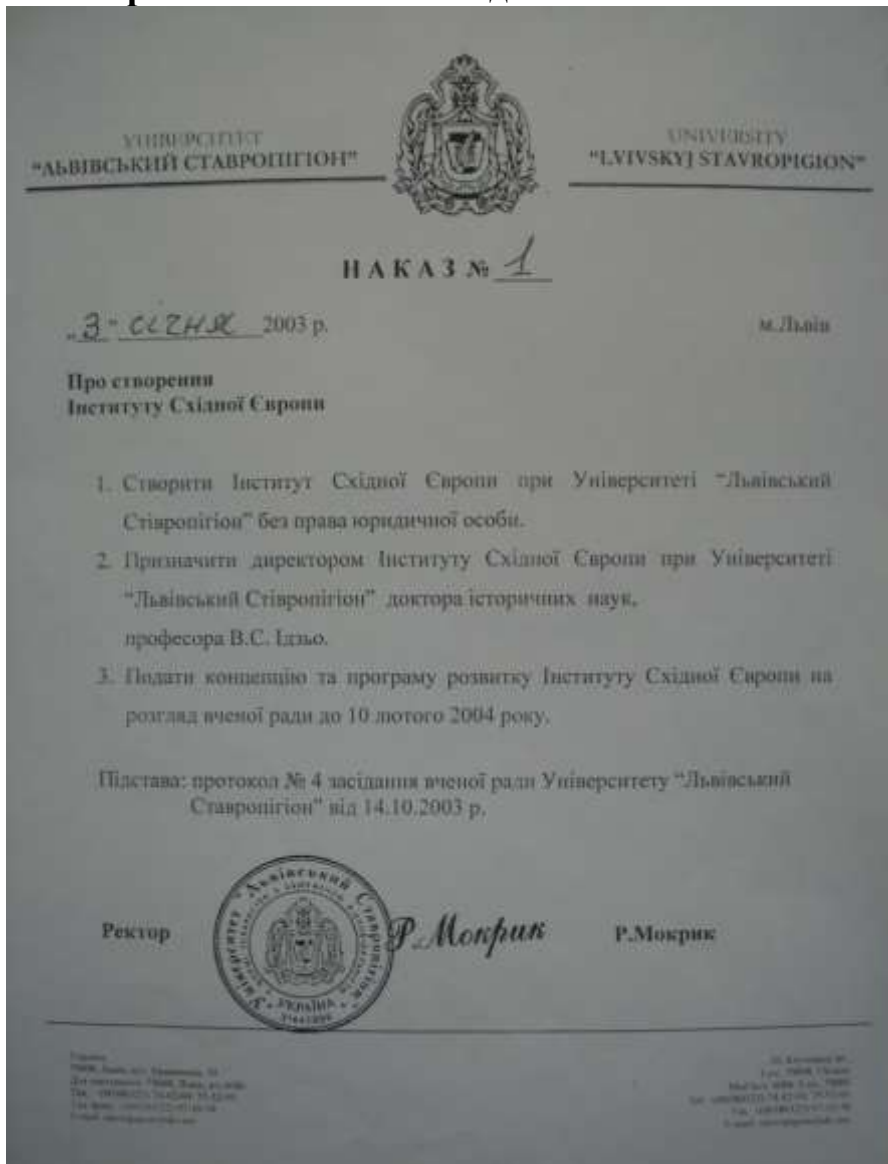 УНІВЕРСИТЕТ
"ЛЬВІВСЬКИЙ СТАВРОПІГІОН"
UNIVERSITY
"LVIVSKYJ STAVROPIGION"
НАКАЗ № 1
"3" січня 2003 р.
м.Львів
Про створення
Інституту Східної Європи
1. Створити Інститут Східної Європи при Університеті "Львівський
Стівропігіон" без права юридичної особи.
2. Призначити директором Інституту Східної Європи при Університеті
"Львівський Стівропігіон" доктора історичних наук,
професора В.С. Ідзьо.
3. Подати концепцію та програму розвитку Інституту Східної Європи на
розгляд вченої ради до 10 лютого 2004 року.
Підстава: протокол № 4 засідання вченої ради Університету "Львівський
Ставропігіон" від 14.10.2003 р.
Ректор
Університет "Львівський Ставропігіон"
УКРАЇНА
Р.Мокрик
Р.Мокрик